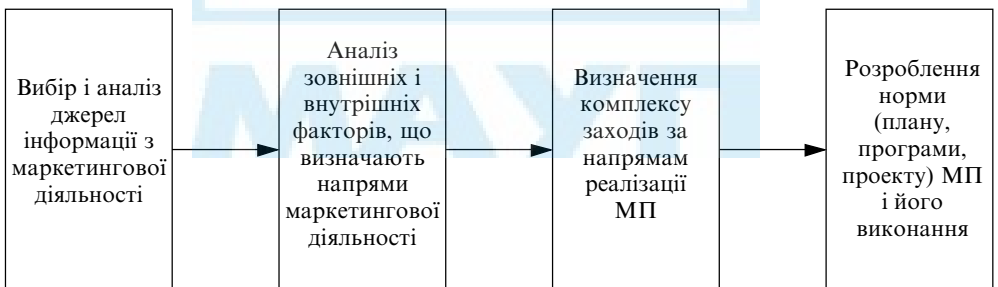 Вибір і аналіз
джерел
інформації з
маркетингової
діяльності
Аналіз
зовнішніх і
внутрішніх
факторів, що
визначають
напрями
маркетингової
діяльності
Визначення
комплексу
заходів за
напрямам
реалізації
МП
Розроблення
норми
(плану,
програми,
проекту) МП
і його
виконання
МАУП